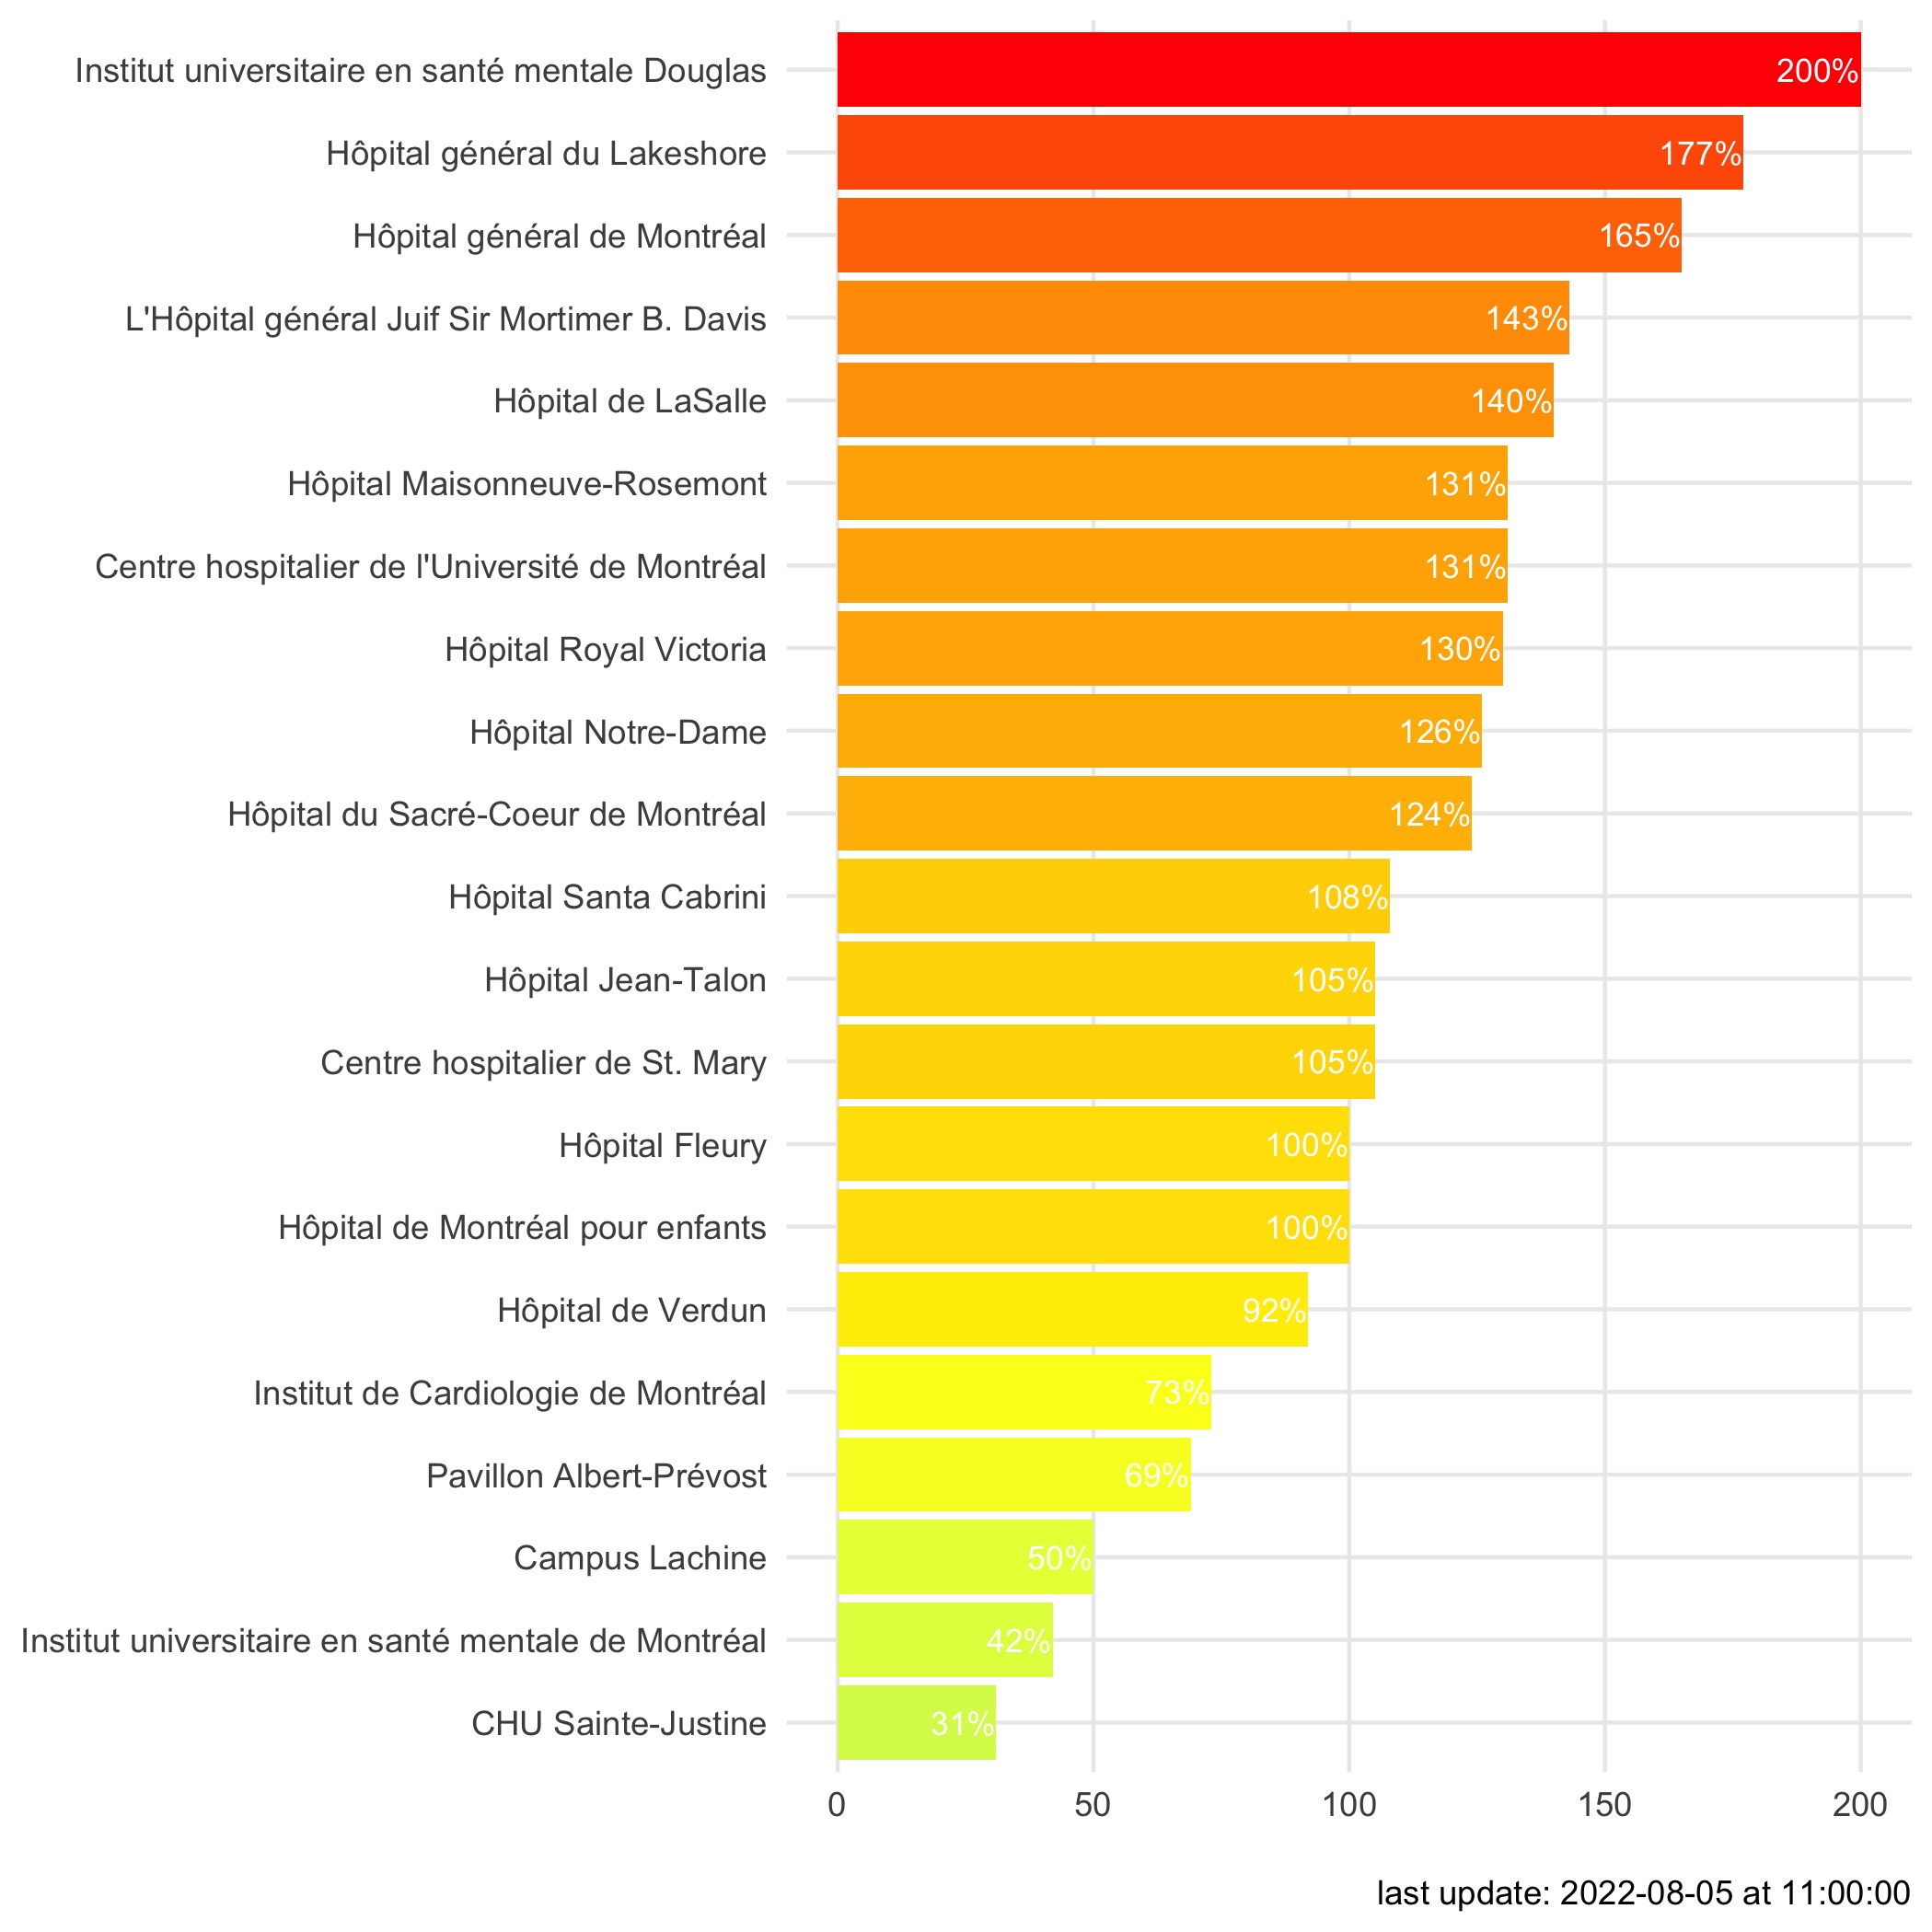 Institut universitaire en santé mentale Douglas 200%
Hôpital général du Lakeshore 177%
Hôpital général de Montréal 165%
L'Hôpital général Juif Sir Mortimer B. Davis 143%
Hôpital de LaSalle 140%
Hôpital Maisonneuve-Rosemont 131%
Centre hospitalier de l'Université de Montréal 131%
Hôpital Royal Victoria 130%
Hôpital Notre-Dame 126%
Hôpital du Sacré-Coeur de Montréal 124%
Hôpital Santa Cabrini 108%
Hôpital Jean-Talon 105%
Centre hospitalier de St. Mary 105%
Hôpital Fleury 100%
Hôpital de Montréal pour enfants 100%
Hôpital de Verdun 92%
Institut de Cardiologie de Montréal 73%
Pavillon Albert-Prévost 69%
Campus Lachine 50%
Institut universitaire en santé mentale de Montréal 42%
CHU Sainte-Justine 31%
0 50 100 150 200
last update: 2022-08-05 at 11:00:00